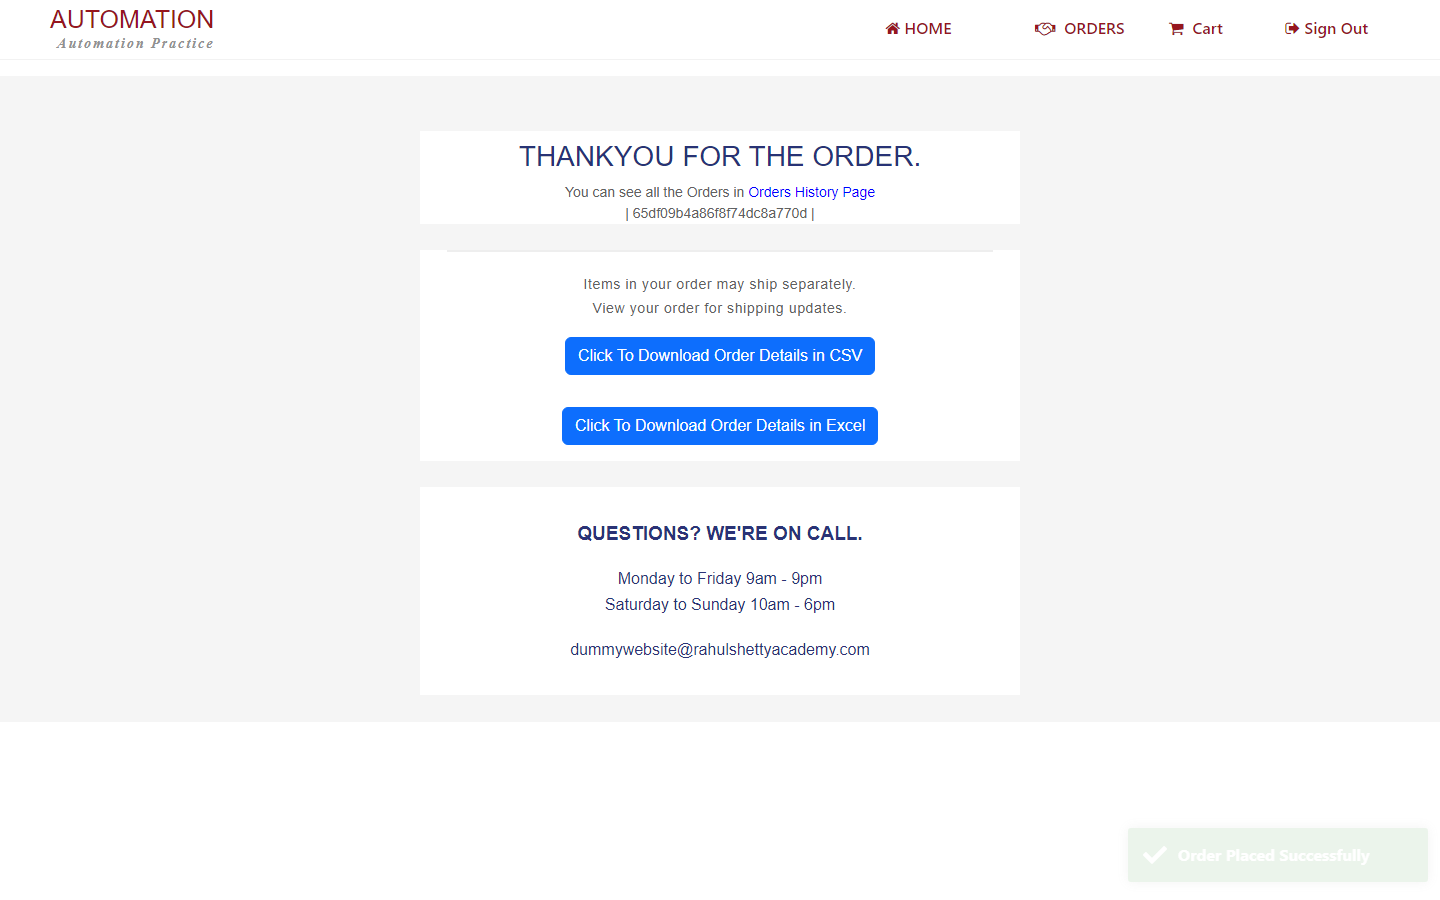 AUTOMATION
Automation Practice
HOME
ORDERS
Cart
Sign Out
THANKYOU FOR THE ORDER.
You can see all the Orders in Orders History Page
| 65df09b4a86f8f74dc8a770d |
Items in your order may ship separately.
View your order for shipping updates.
Click To Download Order Details in CSV
Click To Download Order Details in Excel
QUESTIONS? WE'RE ON CALL.
Monday to Friday 9am - 9pm
Saturday to Sunday 10am - 6pm
dummywebsite@rahulshettyacademy.com
Order Placed Successfully